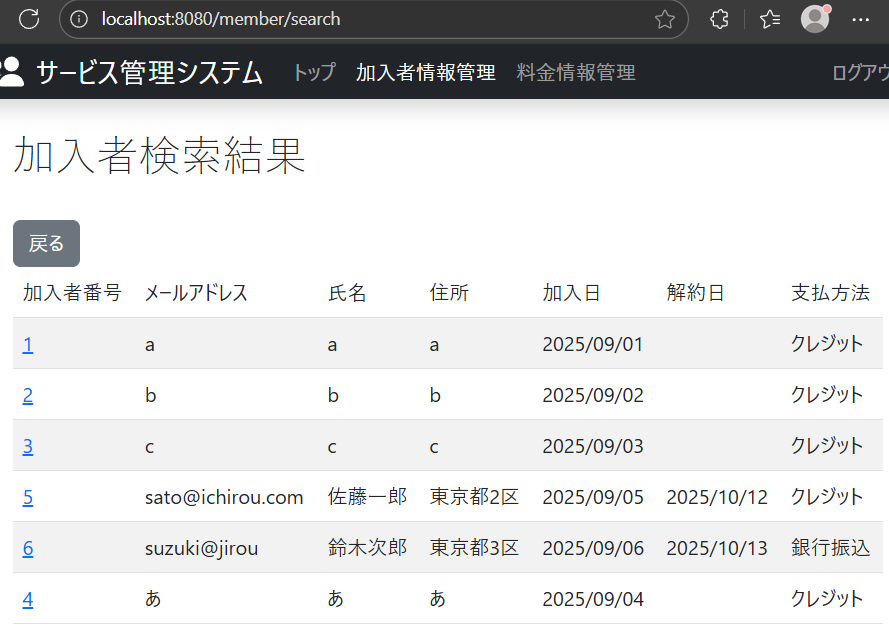 localhost:8080/member/search
サービス管理システム トップ 加入者情報管理 料金情報管理 ログアウ
加入者検索結果
戻る
加入者番号 メールアドレス 氏名 住所 加入日 解約日 支払方法
1 a a a 2025/09/01 クレジット
2 b b b 2025/09/02 クレジット
3 c c c 2025/09/03 クレジット
5 sato@ichirou.com 佐藤一郎 東京都2区 2025/09/05 2025/10/12 クレジット
6 suzuki@jirou 鈴木次郎 東京都3区 2025/09/06 2025/10/13 銀行振込
4 あ あ あ 2025/09/04 クレジット